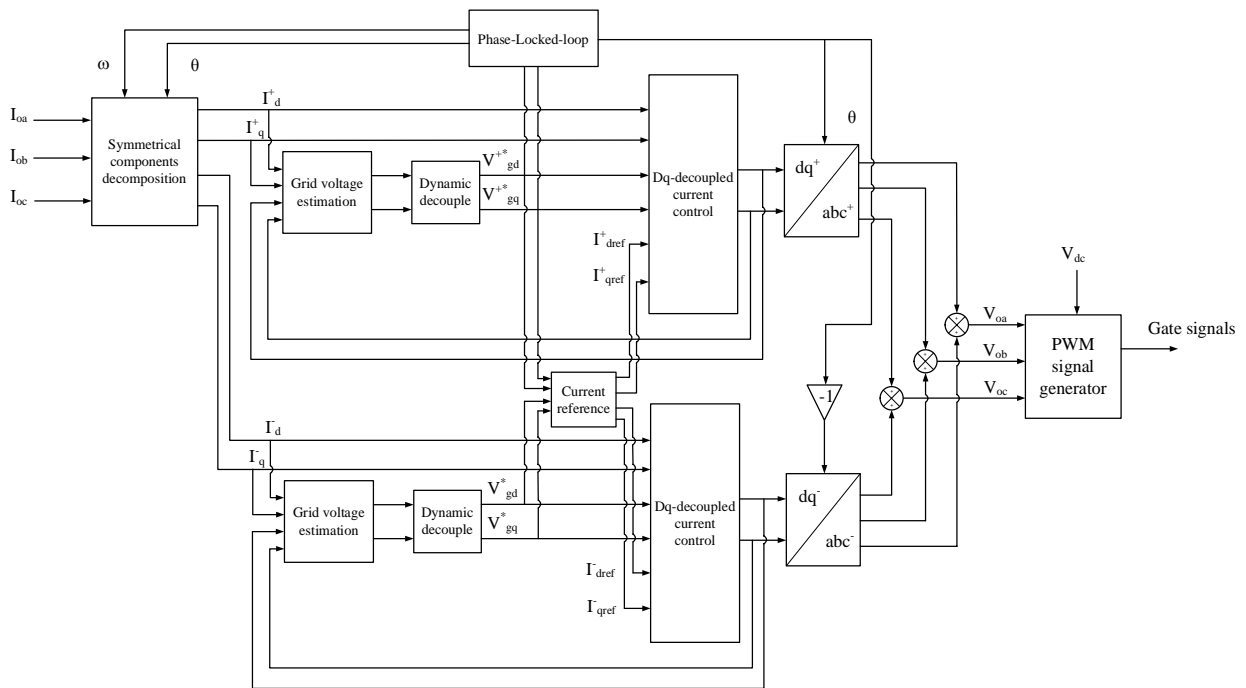 Phase-Locked-loop
ω
θ
θ
I_oa
I_ob
I_oc
Symmetrical
components
decomposition
I⁺_d
I⁺_q
Grid voltage
estimation
Dynamic
decouple
V⁺*_gd
V⁺*_gq
Dq-decoupled
current
control
I⁺_dref
I⁺_qref
dq⁺
abc⁺
V_dc
V_oa
V_ob
V_oc
PWM
signal
generator
Gate signals
Current
reference
-1
I⁻_d
I⁻_q
Grid voltage
estimation
Dynamic
decouple
V*_gd
V*_gq
Dq-decoupled
current
control
I⁻_dref
I⁻_qref
dq⁻
abc⁻